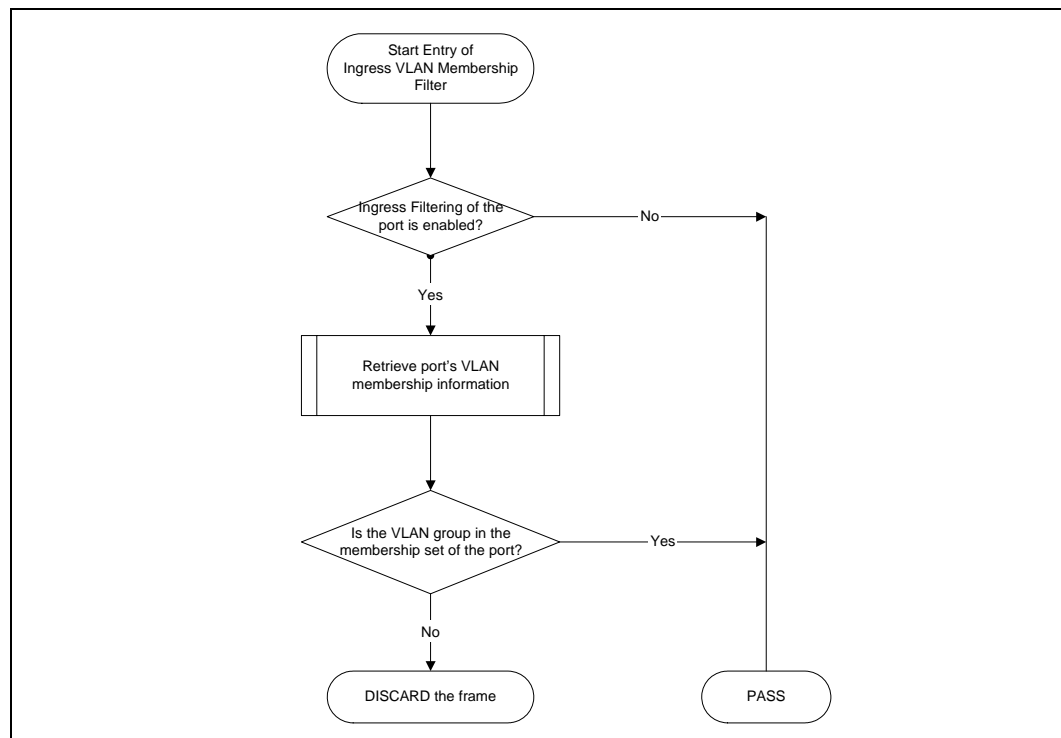 Start Entry of
Ingress VLAN Membership
Filter
Ingress Filtering of the
port is enabled?
No
Yes
Retrieve port's VLAN
membership information
Is the VLAN group in the
membership set of the port?
Yes
No
DISCARD the frame
PASS